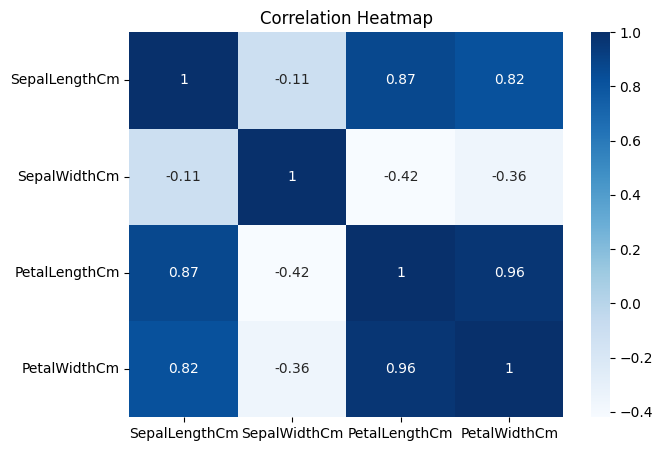 Correlation Heatmap
SepalLengthCm 1 -0.11 0.87 0.82
SepalWidthCm -0.11 1 -0.42 -0.36
PetalLengthCm 0.87 -0.42 1 0.96
PetalWidthCm 0.82 -0.36 0.96 1
SepalLengthCm SepalWidthCm PetalLengthCm PetalWidthCm
1.0
0.8
0.6
0.4
0.2
0.0
−0.2
−0.4